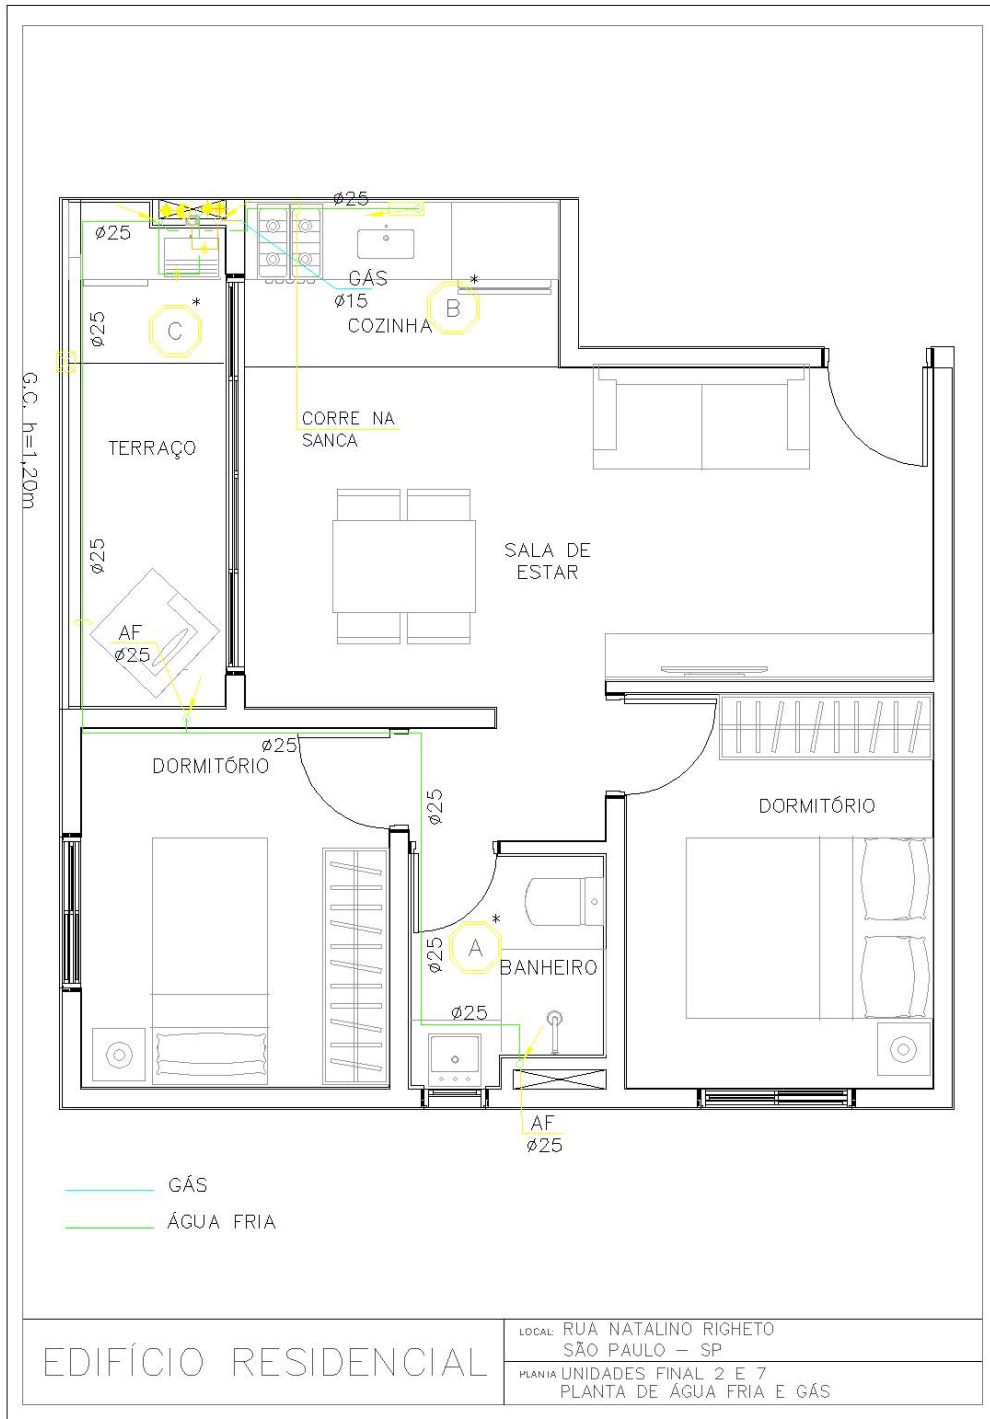 ø25
ø25
GÁS
ø15
*
B
COZINHA
*
C
ø25
G.C. h=1,20m
TERRAÇO
CORRE NA
SANCA
ø25
SALA DE
ESTAR
AF
ø25
ø25
DORMITÓRIO
ø25
DORMITÓRIO
*
A
ø25
BANHEIRO
ø25
AF
ø25
GÁS
ÁGUA FRIA
EDIFÍCIO RESIDENCIAL
LOCAL: RUA NATALINO RIGHETO
SÃO PAULO – SP
PLANTA UNIDADES FINAL 2 E 7
PLANTA DE ÁGUA FRIA E GÁS